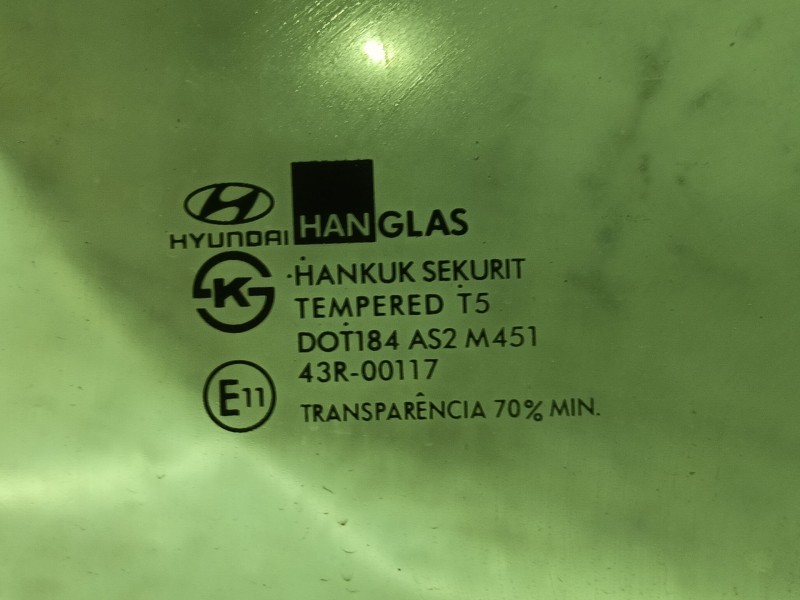 HYUNDAI HANGLAS
K S HANKUK SEKURIT
TEMPERED T5
DOT184 AS2 M451
43R-00117
E11 TRANSPARÊNCIA 70% MIN.